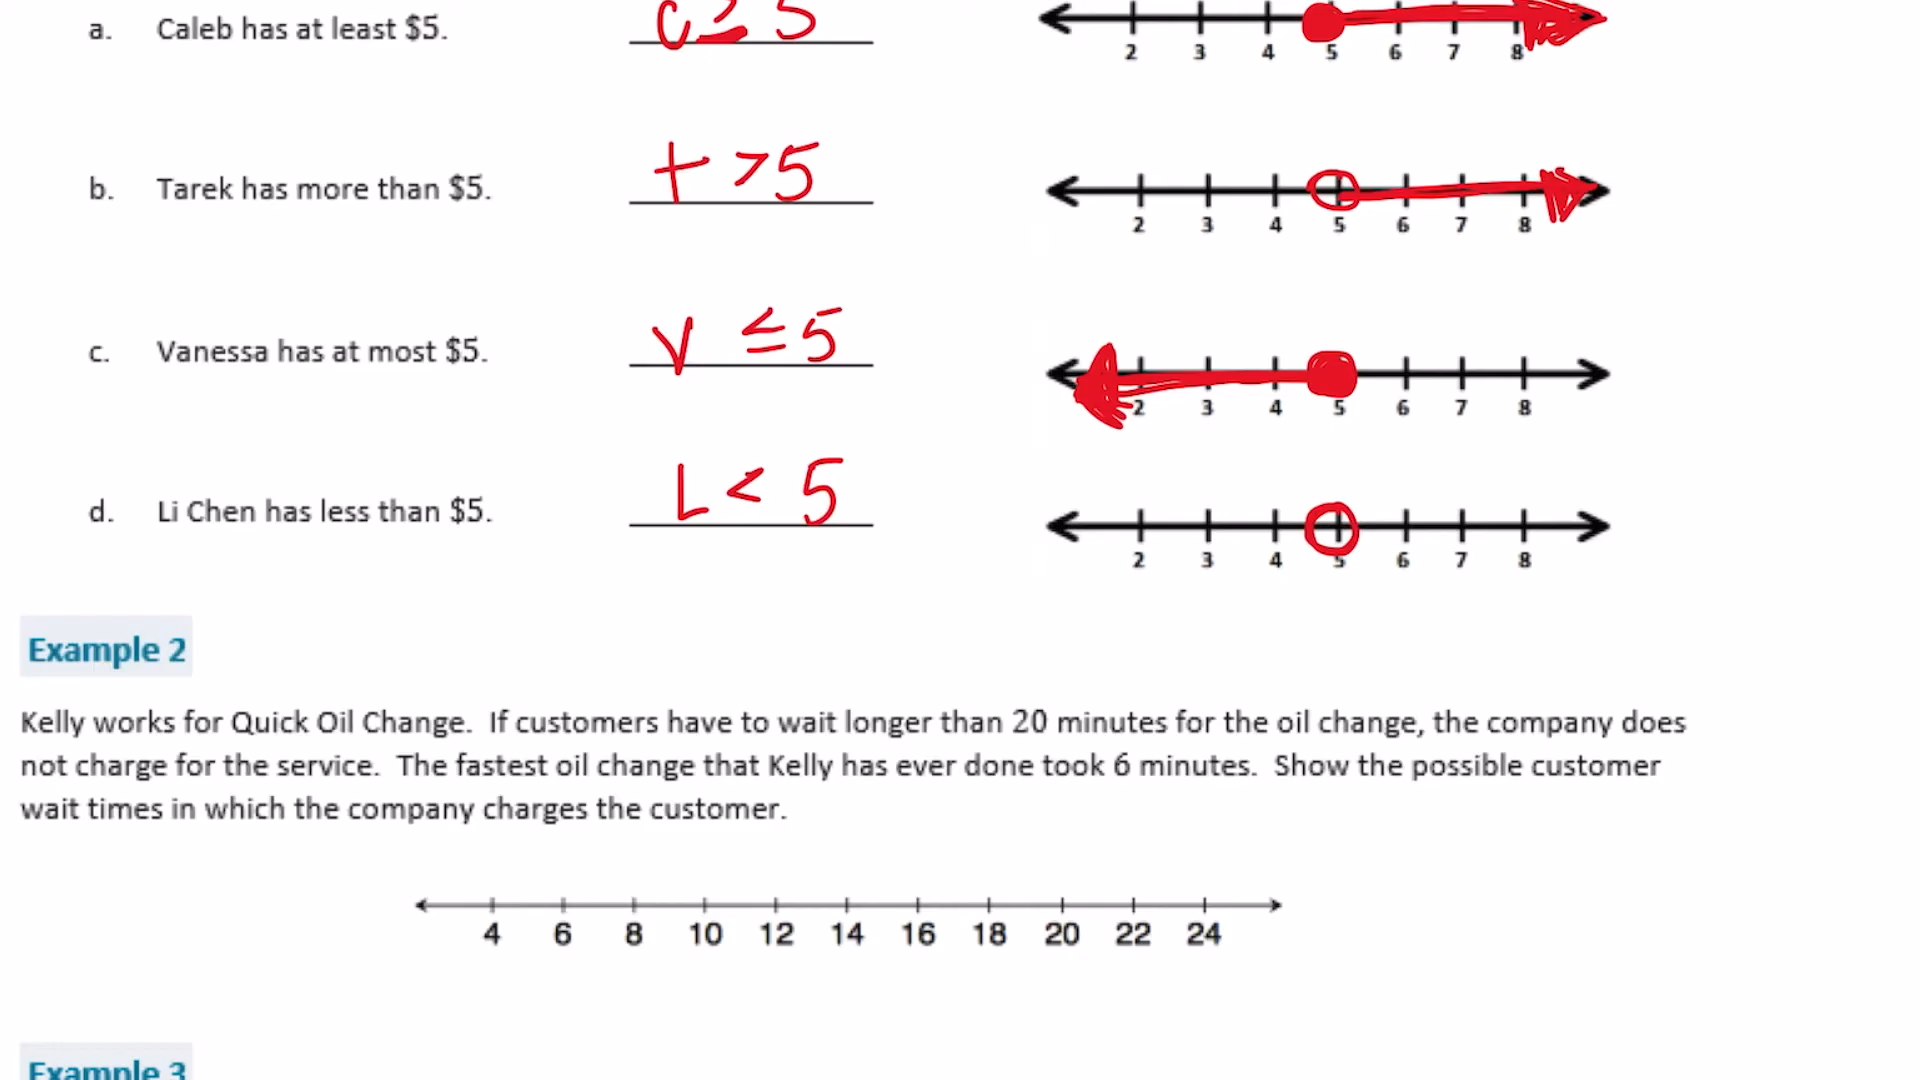 a. Caleb has at least $5. C ≥ 5
2 3 4 5 6 7 8
b. Tarek has more than $5. t > 5
2 3 4 5 6 7 8
c. Vanessa has at most $5. V ≤ 5
2 3 4 5 6 7 8
d. Li Chen has less than $5. L < 5
2 3 4 5 6 7 8
Example 2
Kelly works for Quick Oil Change. If customers have to wait longer than 20 minutes for the oil change, the company does
not charge for the service. The fastest oil change that Kelly has ever done took 6 minutes. Show the possible customer
wait times in which the company charges the customer.
4 6 8 10 12 14 16 18 20 22 24
Example 3